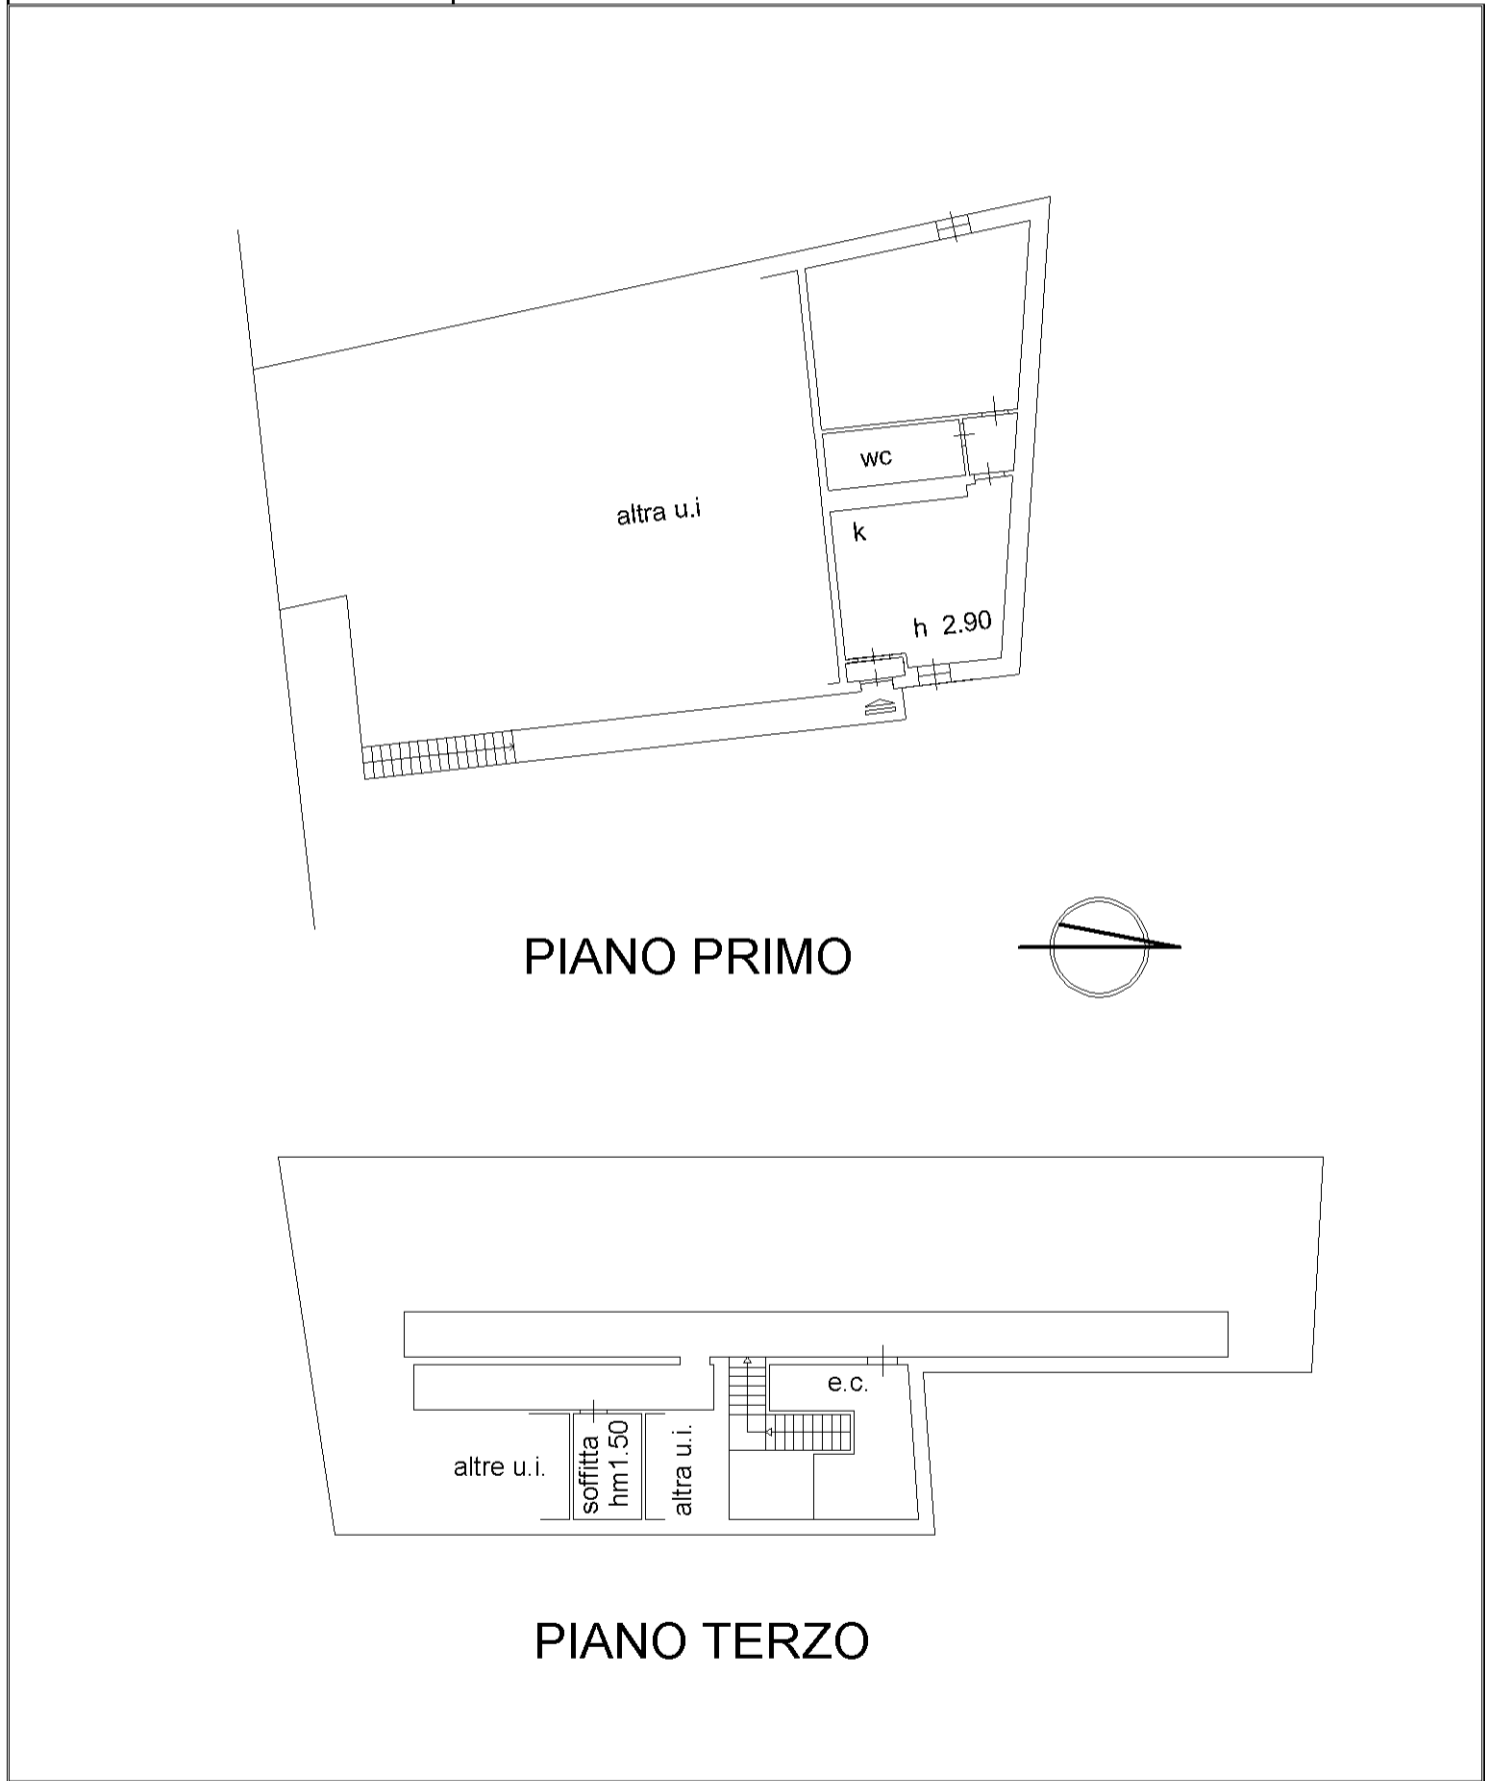 wc
altra u.i
k
h 2.90
PIANO PRIMO
e.c.
altre u.i.
soffitta
hm1.50
altra u.i.
PIANO TERZO